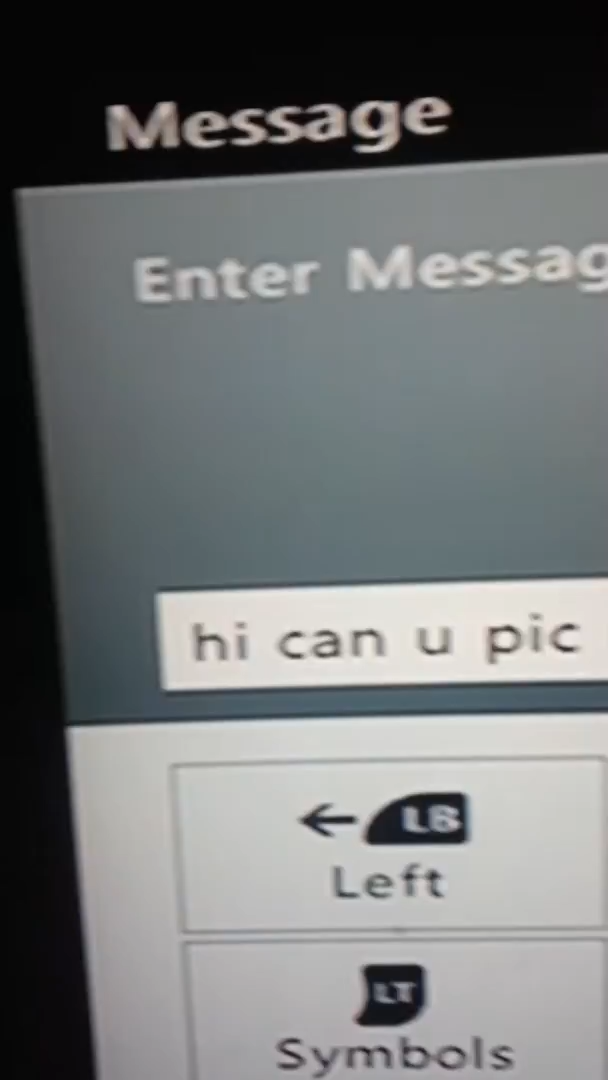 Message
Enter Messag
hi can u pic
← LB
Left
LT
Symbols